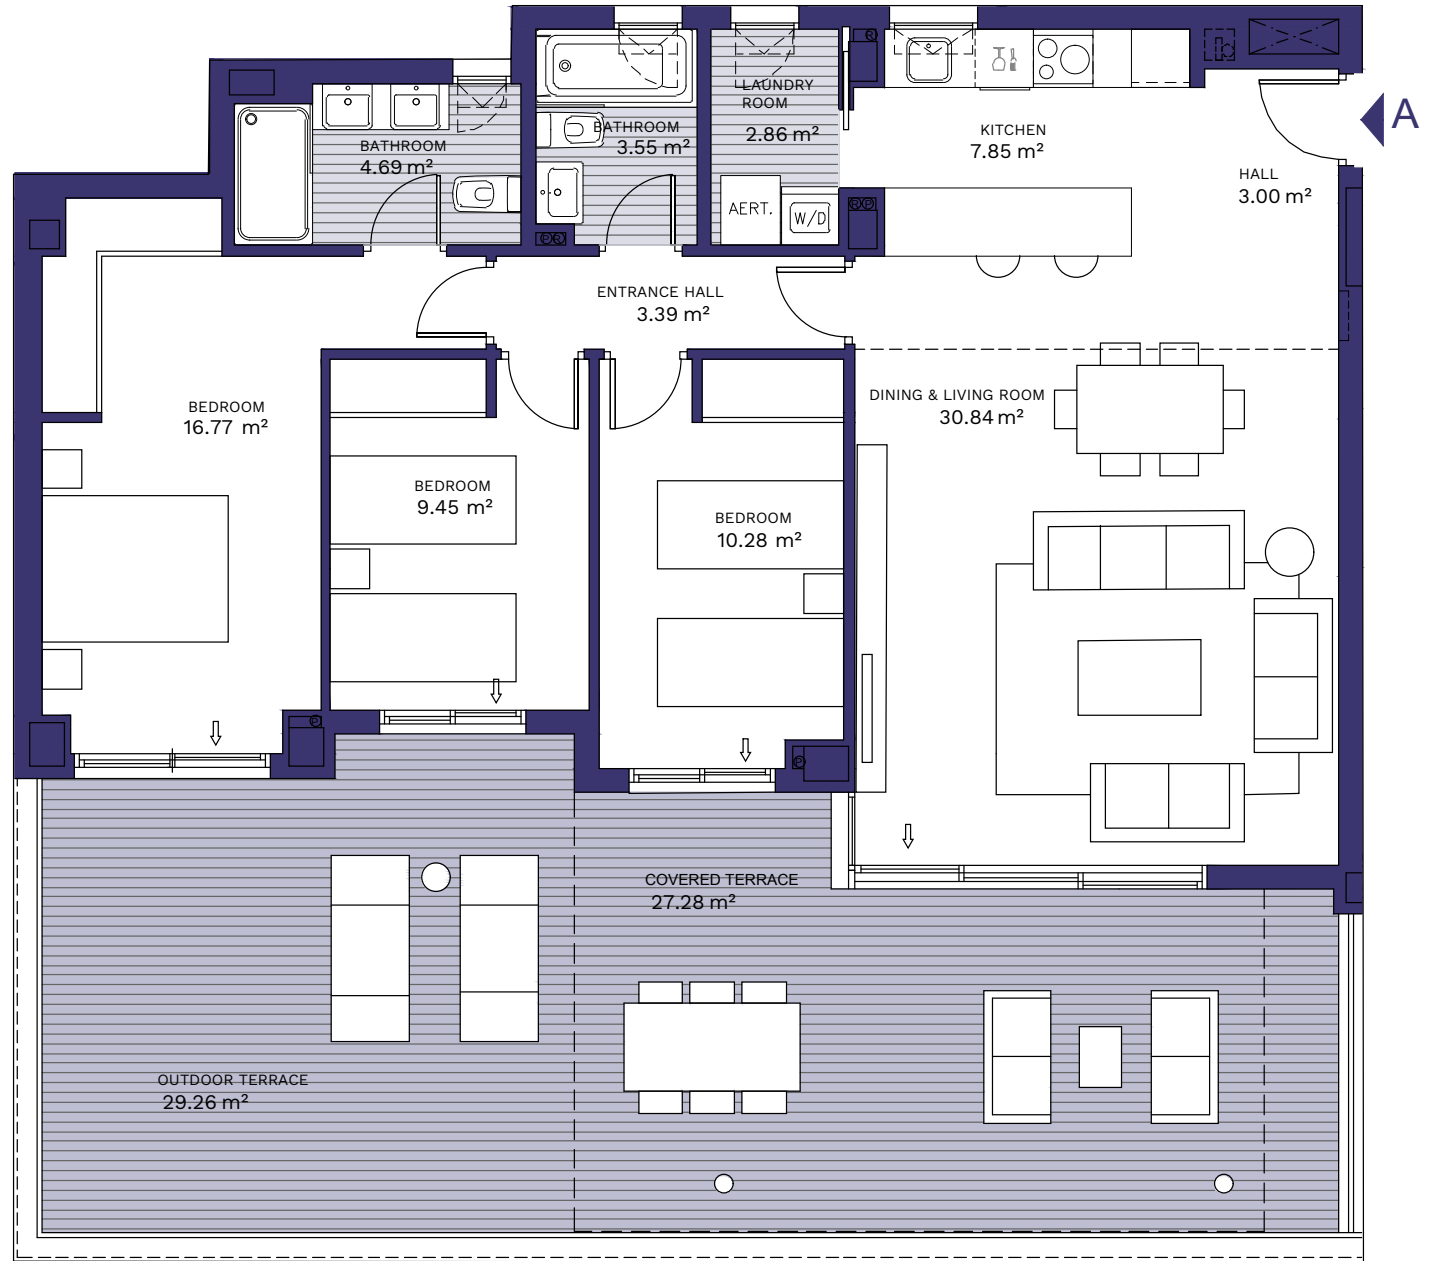 LAUNDRY
ROOM
2.86 m²
BATHROOM
3.55 m²
BATHROOM
4.69 m²
KITCHEN
7.85 m²
A
HALL
3.00 m²
AERT.
W/D
R
R P
P R
ENTRANCE HALL
3.39 m²
DINING & LIVING ROOM
30.84 m²
BEDROOM
16.77 m²
BEDROOM
9.45 m²
BEDROOM
10.28 m²
P
P
COVERED TERRACE
27.28 m²
OUTDOOR TERRACE
29.26 m²